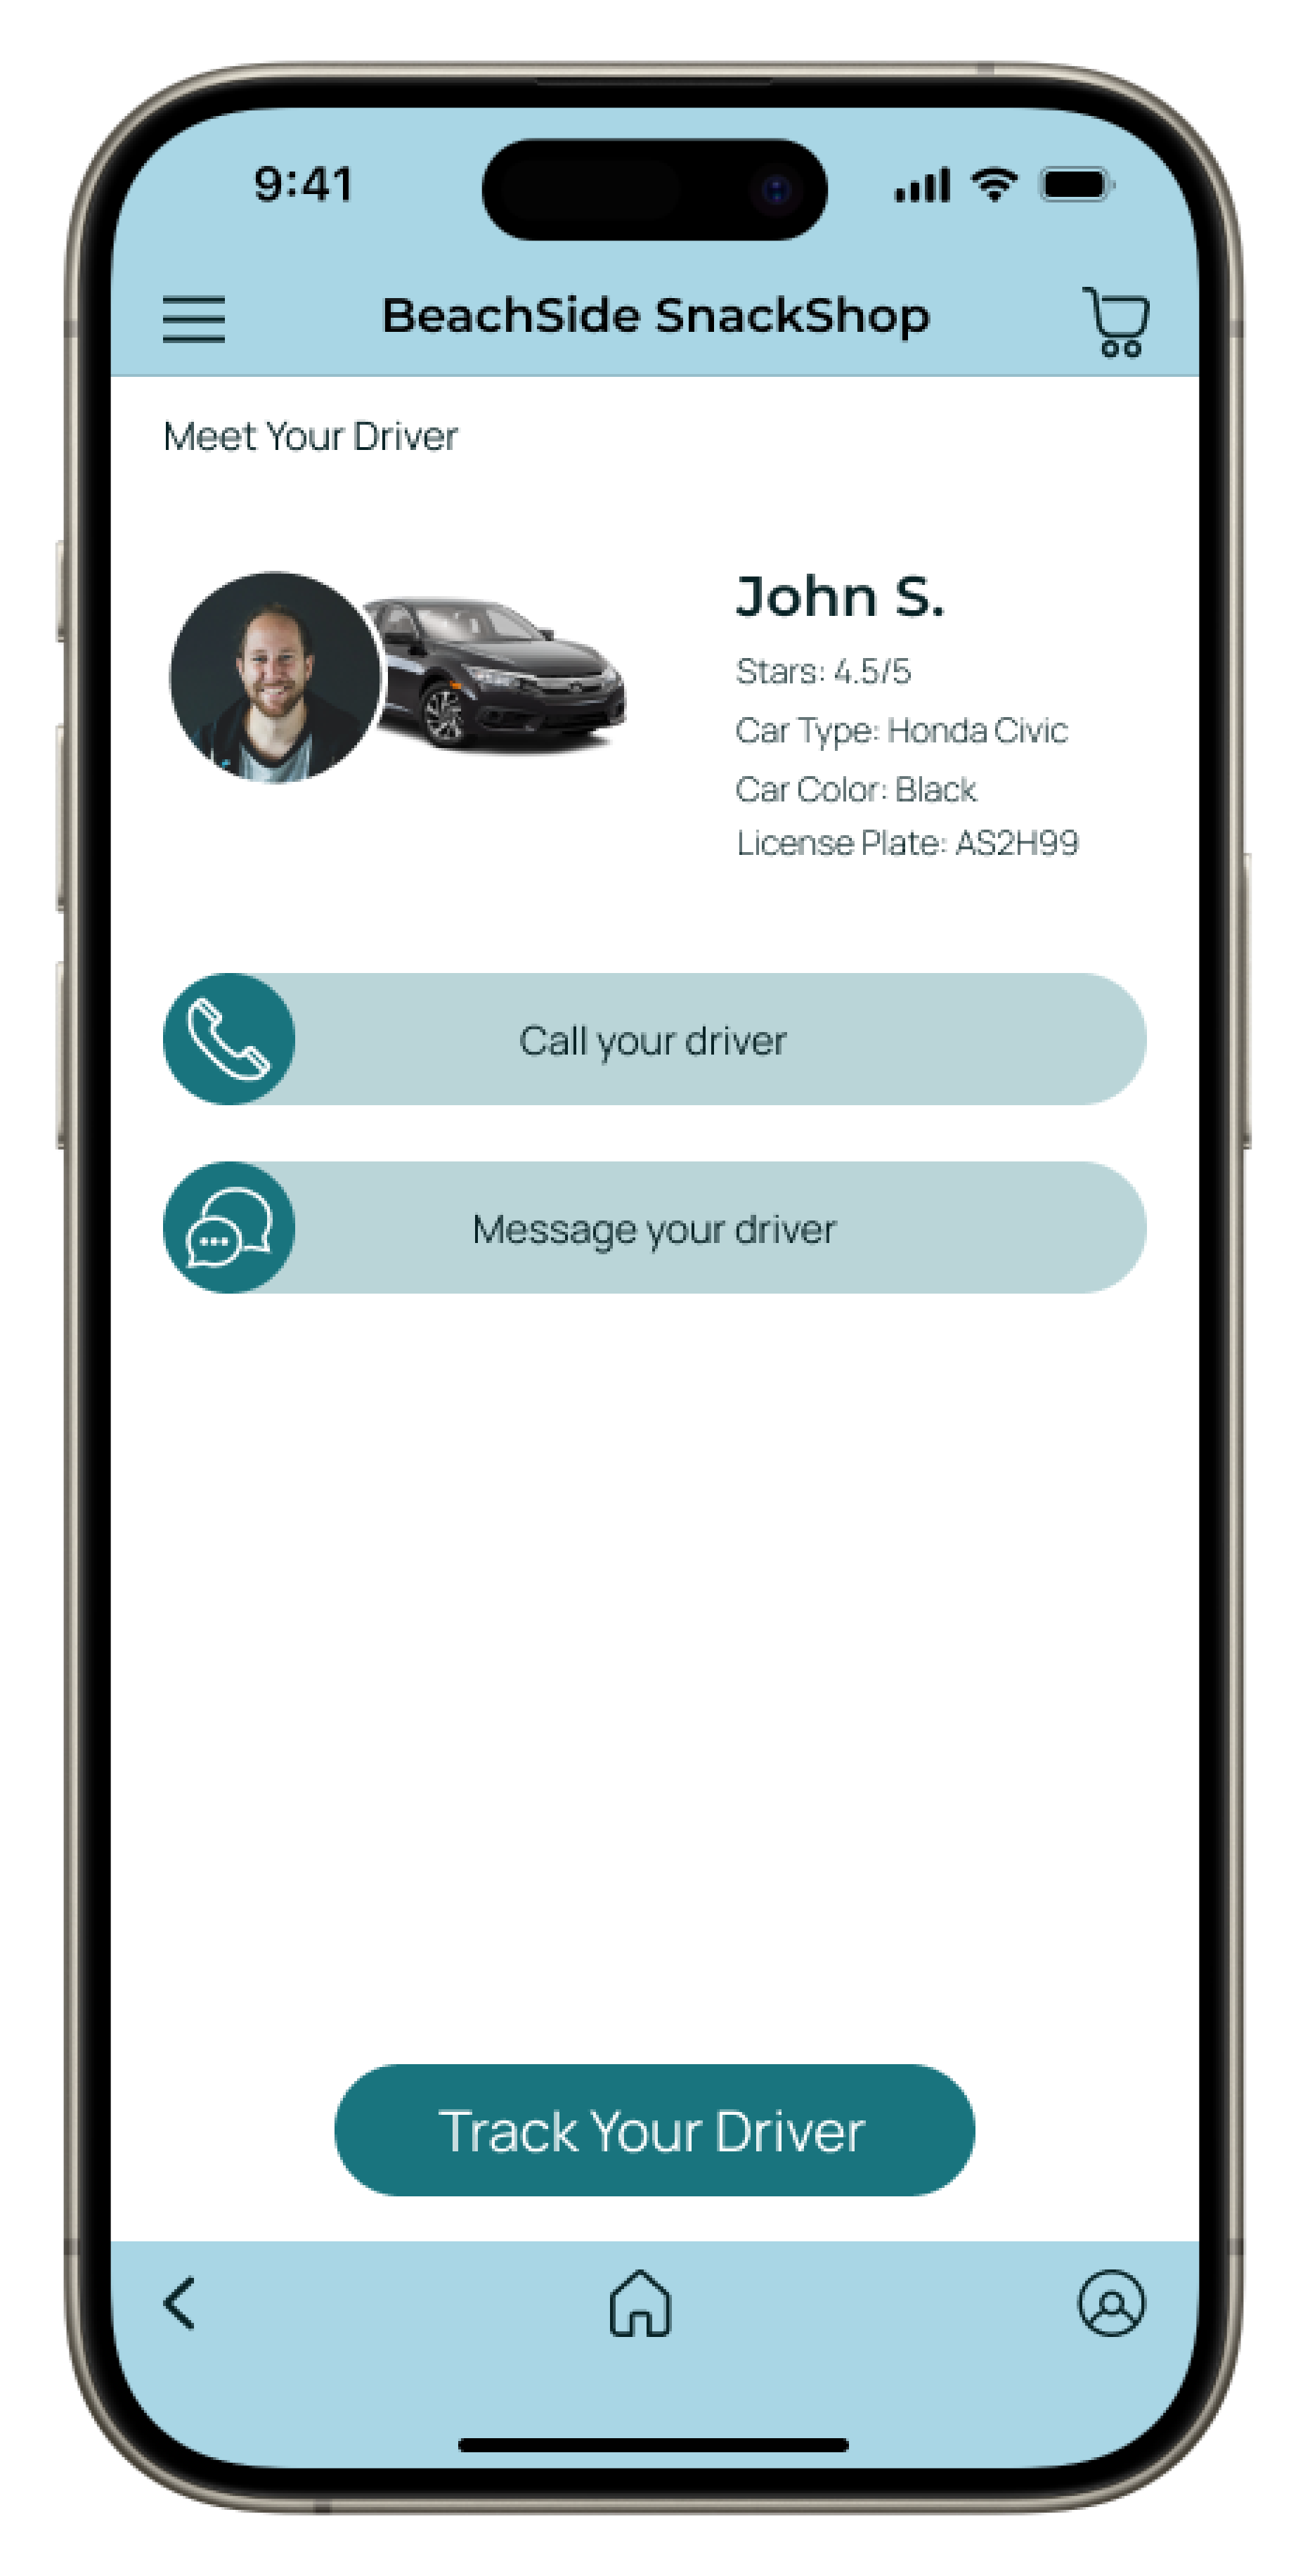 9:41
BeachSide SnackShop
Meet Your Driver
John S.
Stars: 4.5/5
Car Type: Honda Civic
Car Color: Black
License Plate: AS2H99
Call your driver
Message your driver
Track Your Driver